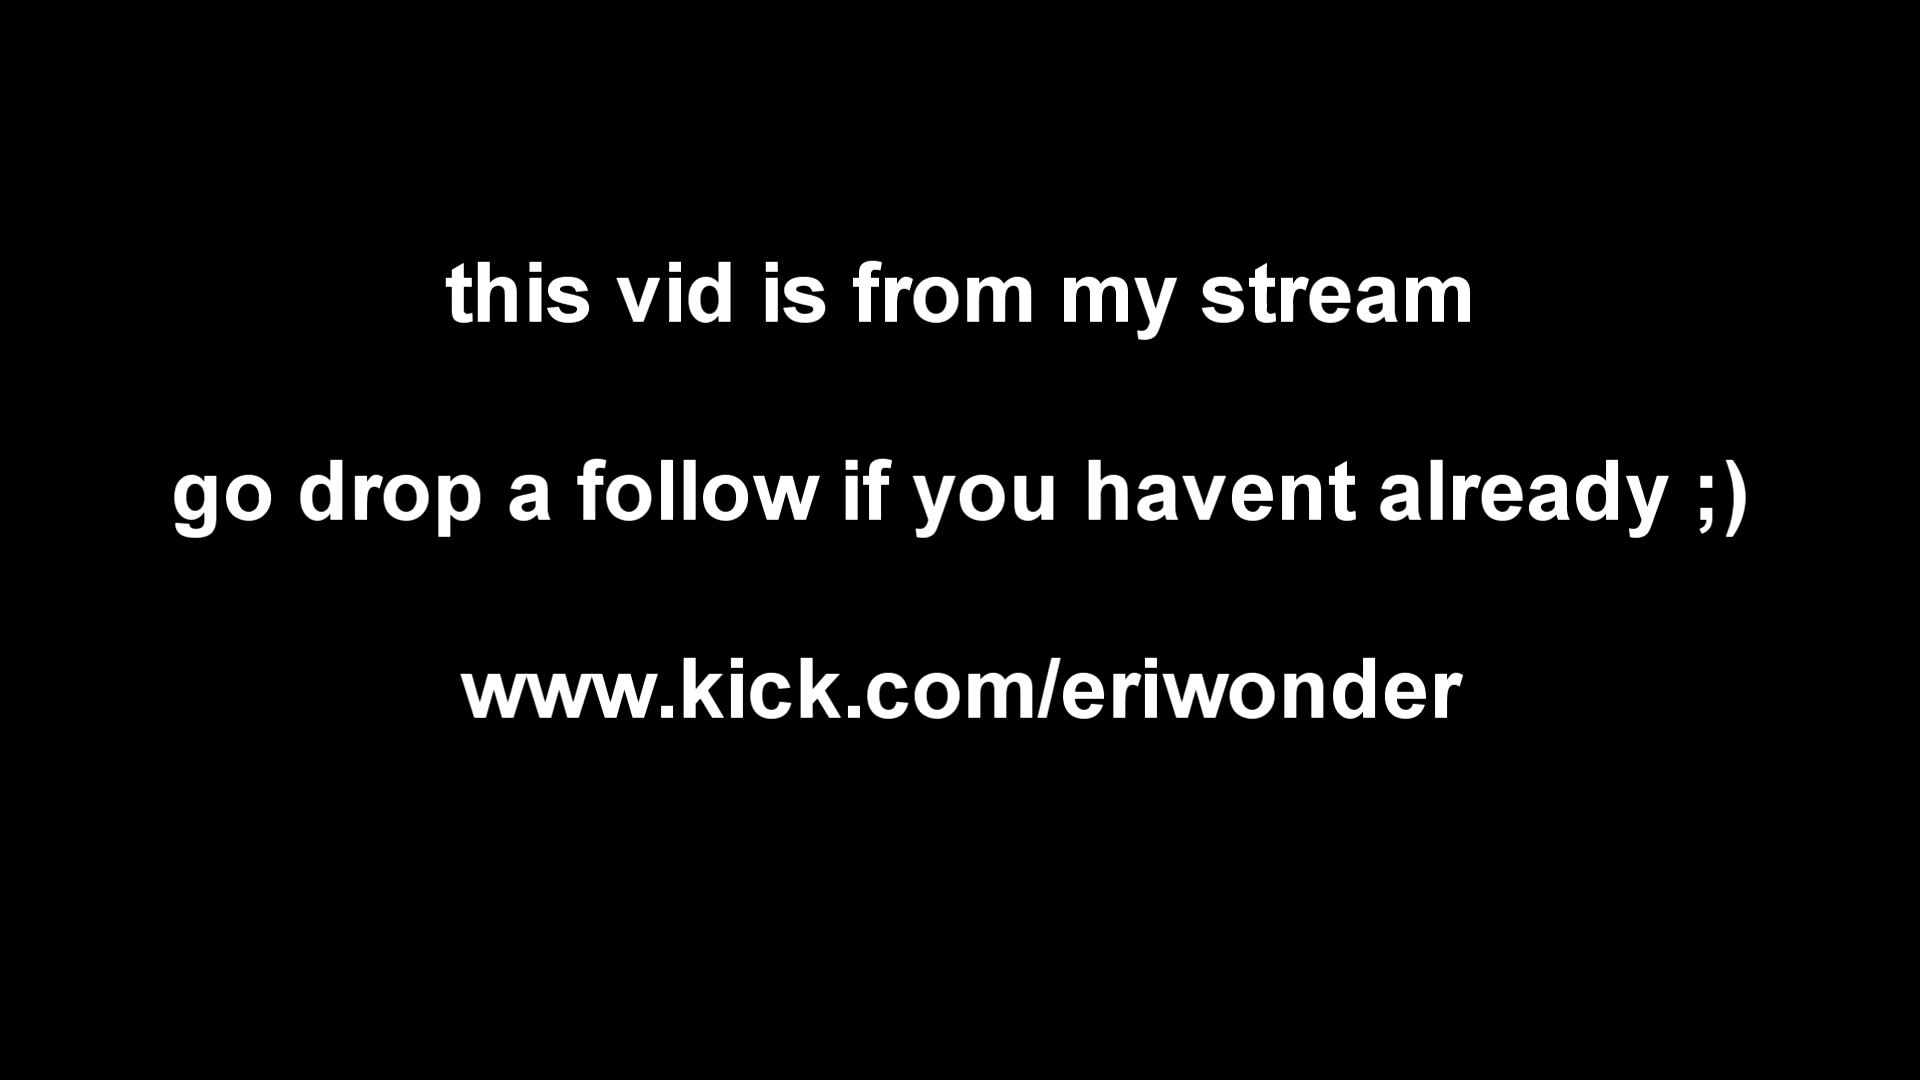 this vid is from my stream
go drop a follow if you havent already ;)
www.kick.com/eriwonder